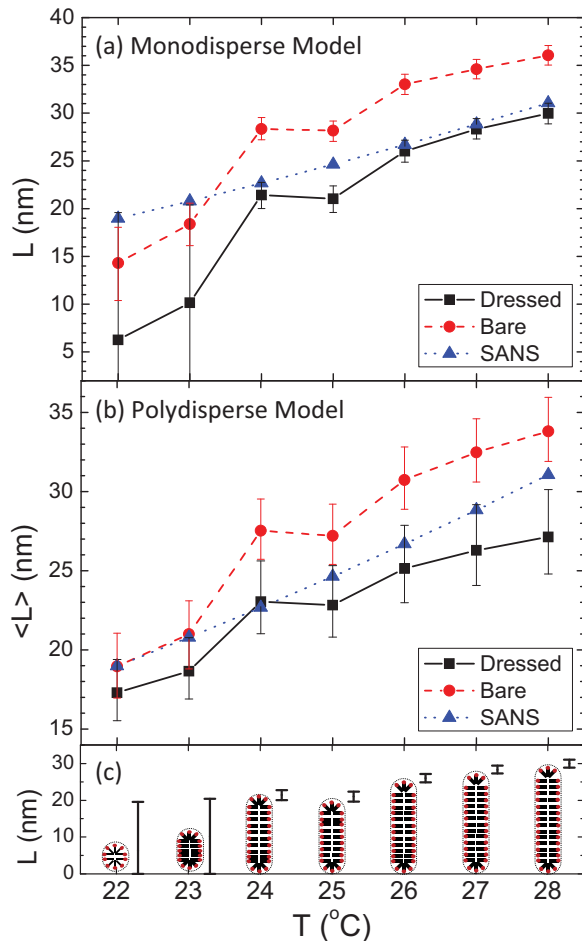 40
(a) Monodisperse Model
35
30
25
20
15
10
5
L (nm)
Dressed
Bare
SANS
(b) Polydisperse Model
35
30
25
20
15
<L> (nm)
Dressed
Bare
SANS
(c)
30
20
10
0
L (nm)
22 23 24 25 26 27 28
T (°C)